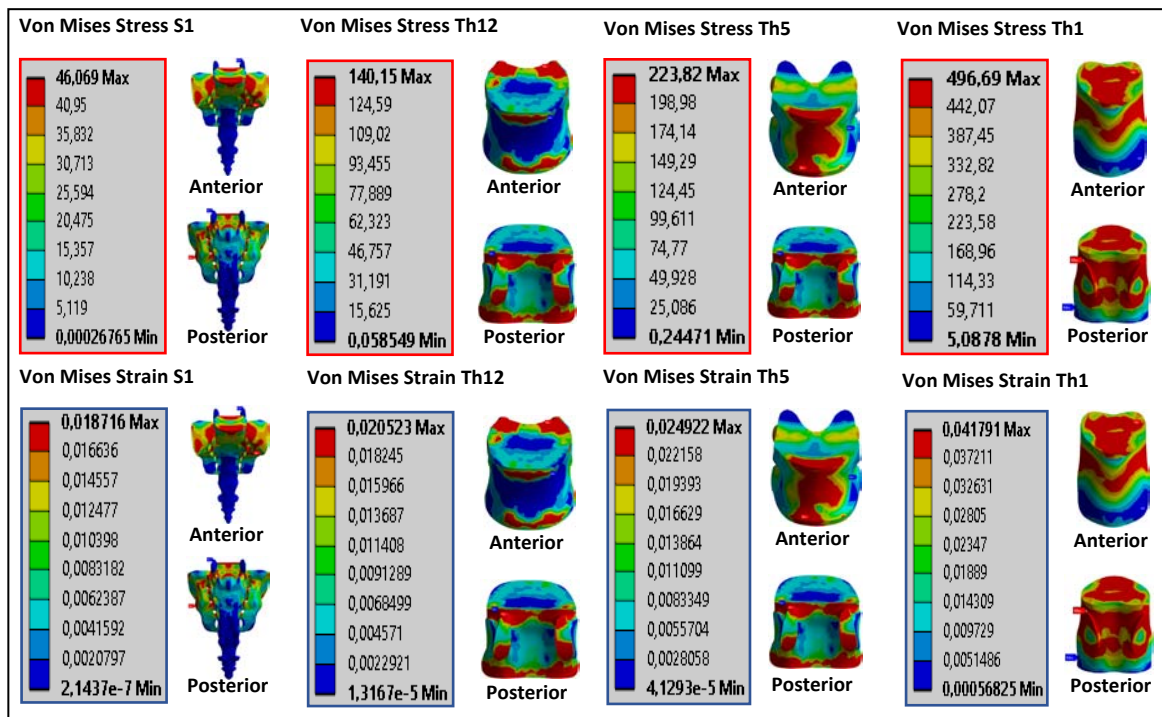 Von Mises Stress S1
46,069 Max
40,95
35,832
30,713
25,594
20,475
15,357
10,238
5,119
0,00026765 Min
Anterior
Posterior
Von Mises Stress Th12
140,15 Max
124,59
109,02
93,455
77,889
62,323
46,757
31,191
15,625
0,058549 Min
Anterior
Posterior
Von Mises Stress Th5
223,82 Max
198,98
174,14
149,29
124,45
99,611
74,77
49,928
25,086
0,24471 Min
Anterior
Posterior
Von Mises Stress Th1
496,69 Max
442,07
387,45
332,82
278,2
223,58
168,96
114,33
59,711
5,0878 Min
Anterior
Posterior
Von Mises Strain S1
0,018716 Max
0,016636
0,014557
0,012477
0,010398
0,0083182
0,0062387
0,0041592
0,0020797
2,1437e-7 Min
Anterior
Posterior
Von Mises Strain Th12
0,020523 Max
0,018245
0,015966
0,013687
0,011408
0,0091289
0,0068499
0,004571
0,0022921
1,3167e-5 Min
Anterior
Posterior
Von Mises Strain Th5
0,024922 Max
0,022158
0,019393
0,016629
0,013864
0,011099
0,0083349
0,0055704
0,0028058
4,1293e-5 Min
Anterior
Posterior
Von Mises Strain Th1
0,041791 Max
0,037211
0,032631
0,02805
0,02347
0,01889
0,014309
0,009729
0,0051486
0,00056825 Min
Anterior
Posterior